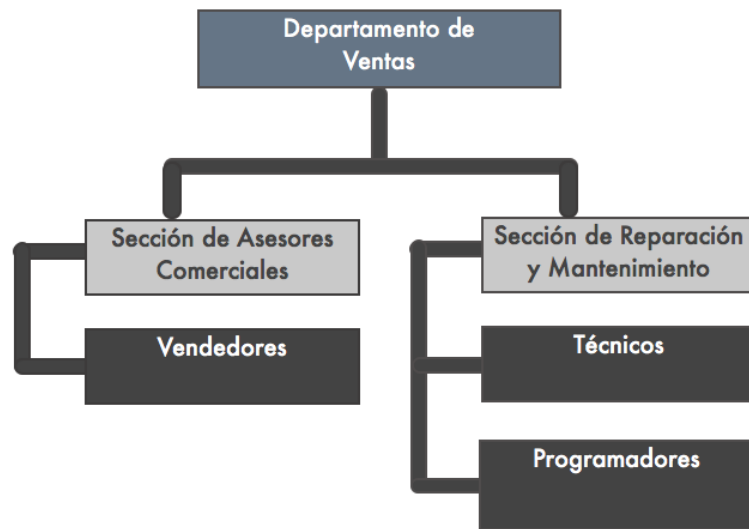 Departamento de
Ventas
Sección de Asesores
Comerciales
Vendedores
Sección de Reparación
y Mantenimiento
Técnicos
Programadores